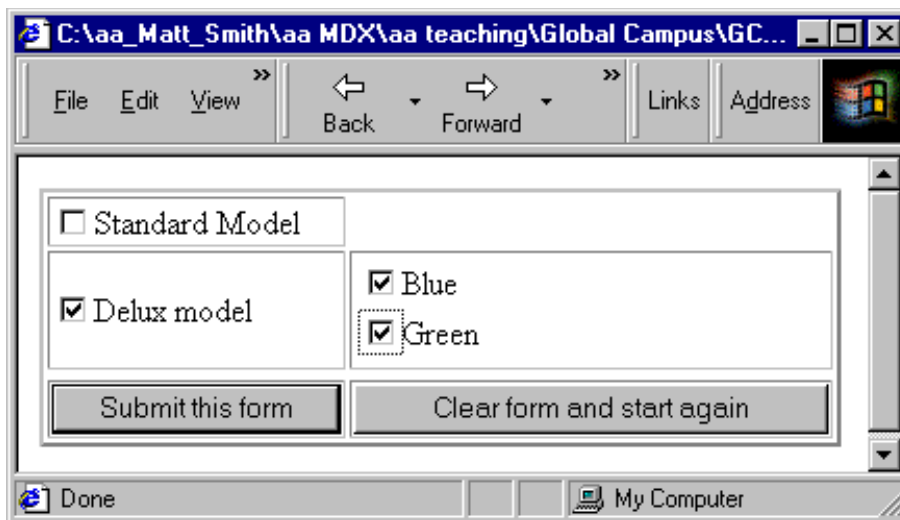 C:\aa_Matt_Smith\aa MDX\aa teaching\Global Campus\GC...
File Edit View » Back Forward » Links Address
Standard Model
Delux model
Blue
Green
Submit this form Clear form and start again
Done My Computer